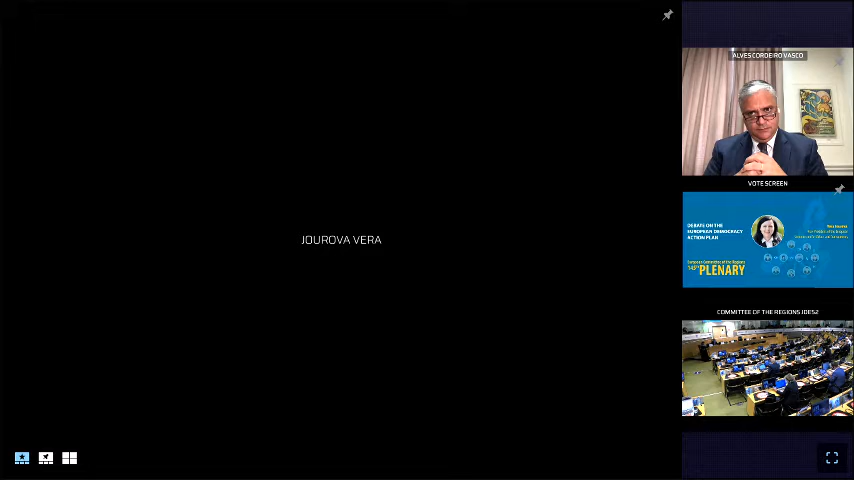 JOUROVA VERA
ALVES CORDEIRO VASCO
VOTE SCREEN
DEBATE ON THE
EUROPEAN DEMOCRACY
ACTION PLAN
European Committee of the Regions
145th PLENARY
COMMITTEE OF THE REGIONS JDE52